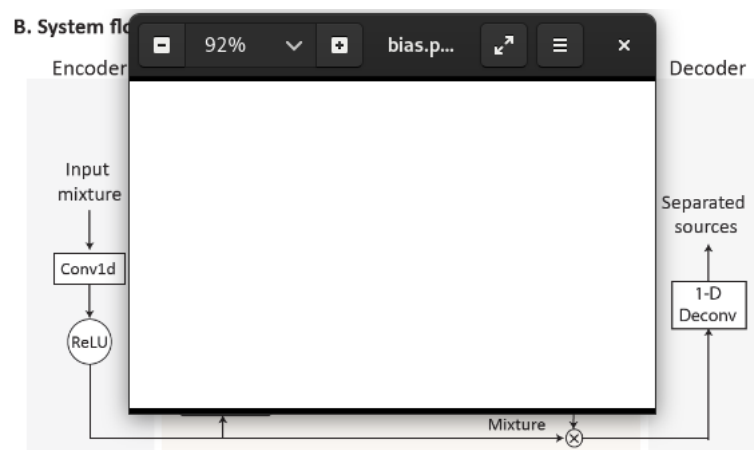 B. System flo
92%
bias.p...
Encoder
Decoder
Input
mixture
Conv1d
ReLU
Separated
sources
1-D
Deconv
Mixture